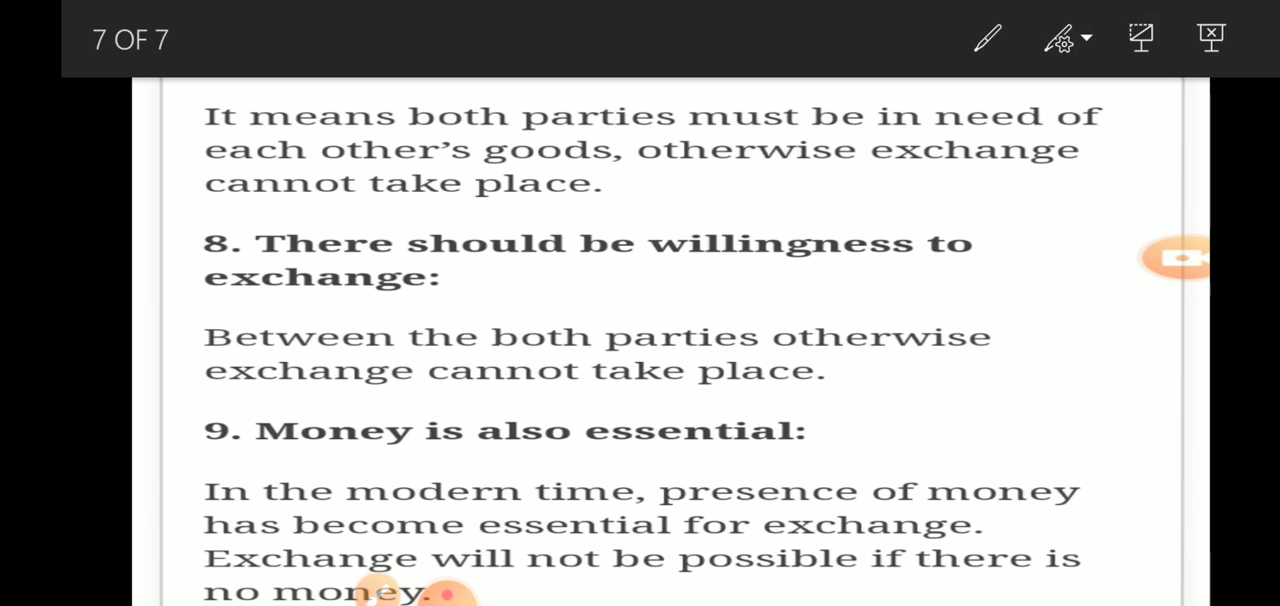 7 OF 7
It means both parties must be in need of
each other's goods, otherwise exchange
cannot take place.
8. There should be willingness to
exchange:
Between the both parties otherwise
exchange cannot take place.
9. Money is also essential:
In the modern time, presence of money
has become essential for exchange.
Exchange will not be possible if there is
no money.